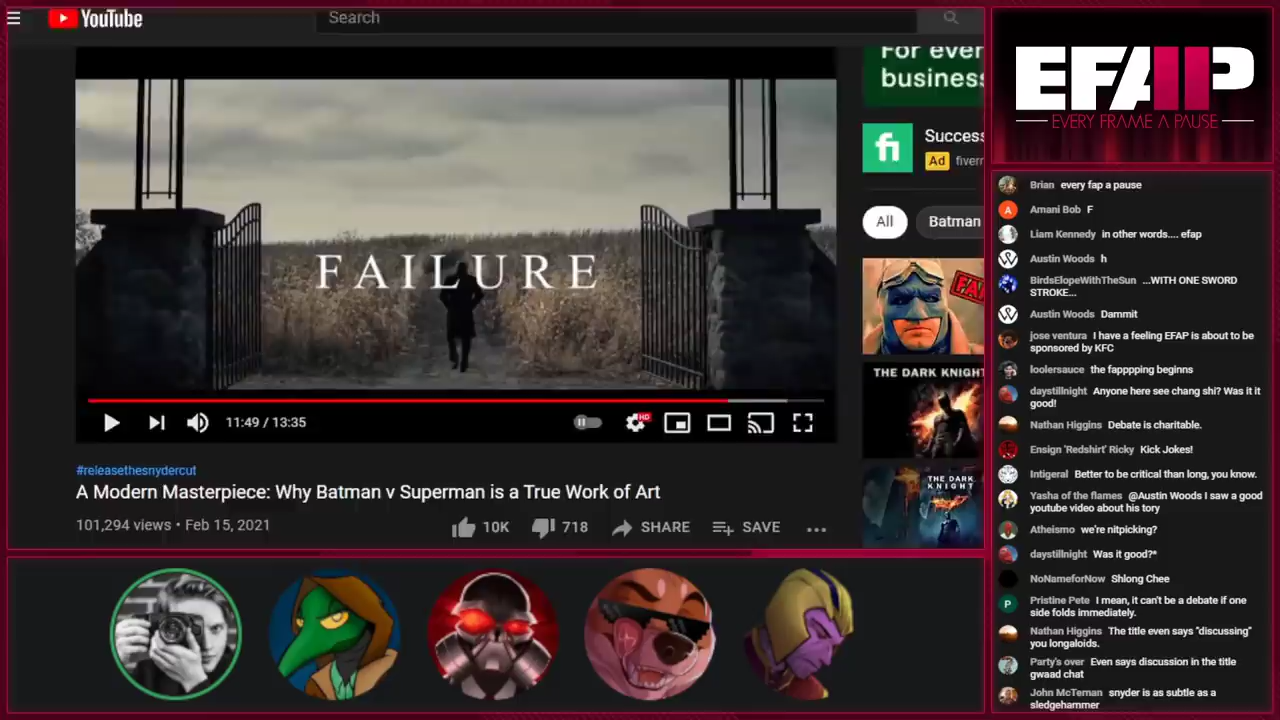 YouTube
Search
FAILURE
11:49 / 13:35
HD
#releasethesnydercut
A Modern Masterpiece: Why Batman v Superman is a True Work of Art
101,294 views • Feb 15, 2021
10K
718
SHARE
SAVE
For ever
business
fi
Success
Ad fiverr
All
Batman
FAI
THE DARK KNIGHT
THE DARK
KNIGHT
EFAP
EVERY FRAME A PAUSE
Brian every fap a pause
A
Amani Bob F
Liam Kennedy in other words.... efap
Austin Woods h
BirdsElopeWithTheSun ...WITH ONE SWORD
STROKE...
Austin Woods Dammit
jose ventura I have a feeling EFAP is about to be
sponsored by KFC
loolersauce the fapppping begins
daystillnight Anyone here see chang shi? Was it it
good!
Nathan Higgins Debate is charitable.
Ensign 'Redshirt' Ricky Kick Jokes!
Intigeral Better to be critical than long, you know.
Yasha of the flames @Austin Woods I saw a good
youtube video about his tory
Atheismo we're nitpicking?
daystillnight Was it good?*
NoNameforNow Shlong Chee
P
Pristine Pete I mean, it can't be a debate if one
side folds immediately.
Nathan Higgins The title even says "discussing"
you longaloids.
Party's over Even says discussion in the title
gwaad chat
John McTeman snyder is as subtle as a
sledgehammer